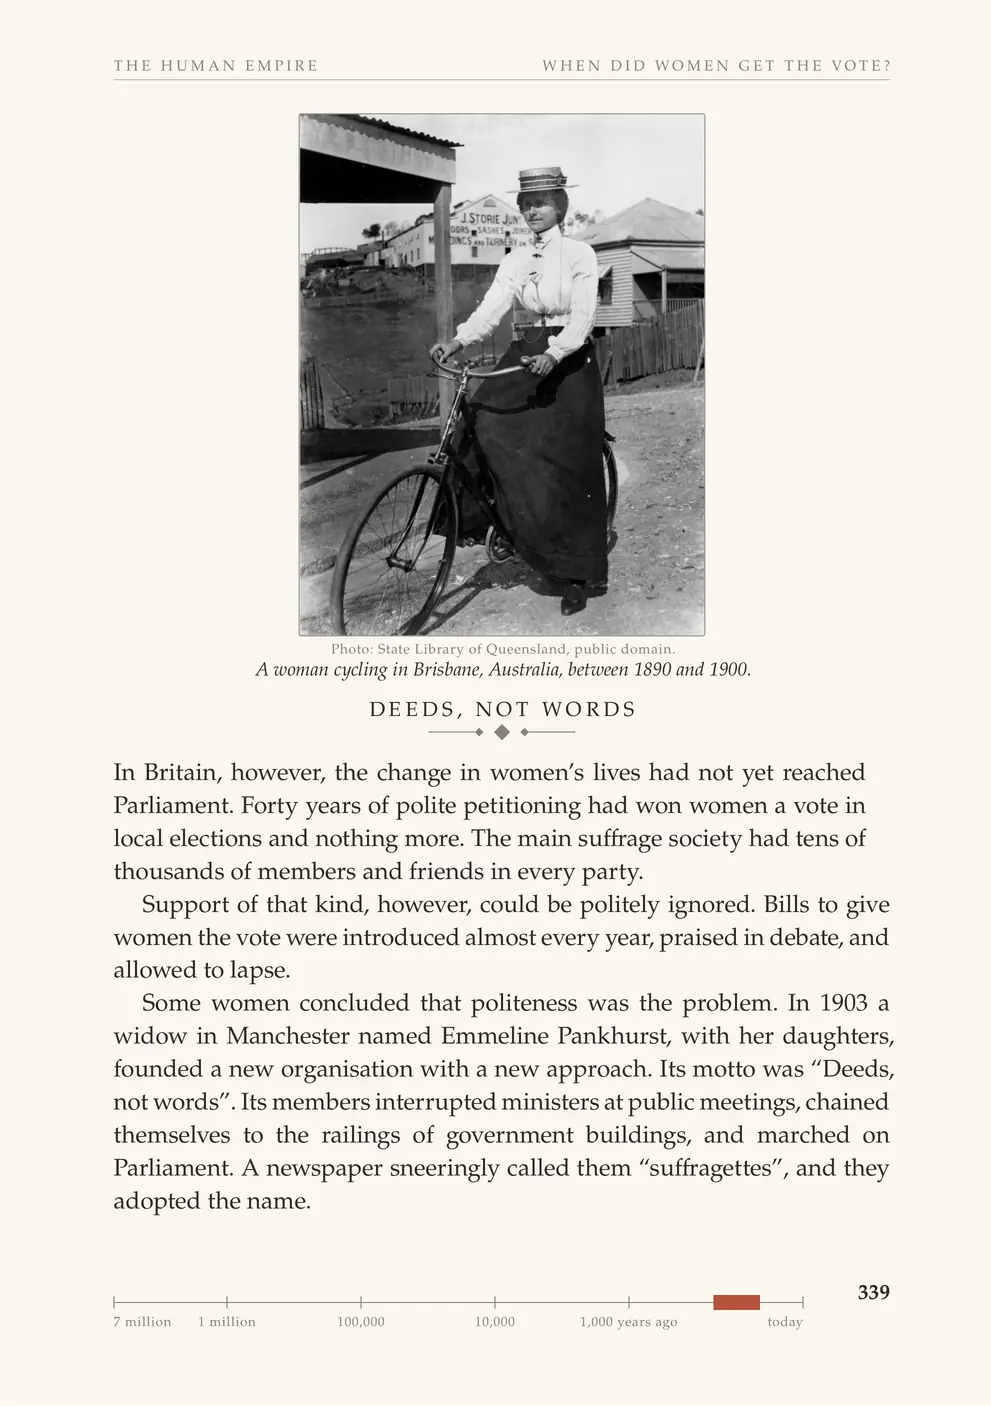 THE HUMAN EMPIRE
WHEN DID WOMEN GET THE VOTE?
J. STORIE JUN
SASHES
AND TURNERY
Photo: State Library of Queensland, public domain.
A woman cycling in Brisbane, Australia, between 1890 and 1900.
DEEDS, NOT WORDS
In Britain, however, the change in women’s lives had not yet reached
Parliament. Forty years of polite petitioning had won women a vote in
local elections and nothing more. The main suffrage society had tens of
thousands of members and friends in every party.
Support of that kind, however, could be politely ignored. Bills to give
women the vote were introduced almost every year, praised in debate, and
allowed to lapse.
Some women concluded that politeness was the problem. In 1903 a
widow in Manchester named Emmeline Pankhurst, with her daughters,
founded a new organisation with a new approach. Its motto was “Deeds,
not words”. Its members interrupted ministers at public meetings, chained
themselves to the railings of government buildings, and marched on
Parliament. A newspaper sneeringly called them “suffragettes”, and they
adopted the name.
339
7 million 1 million 100,000 10,000 1,000 years ago today